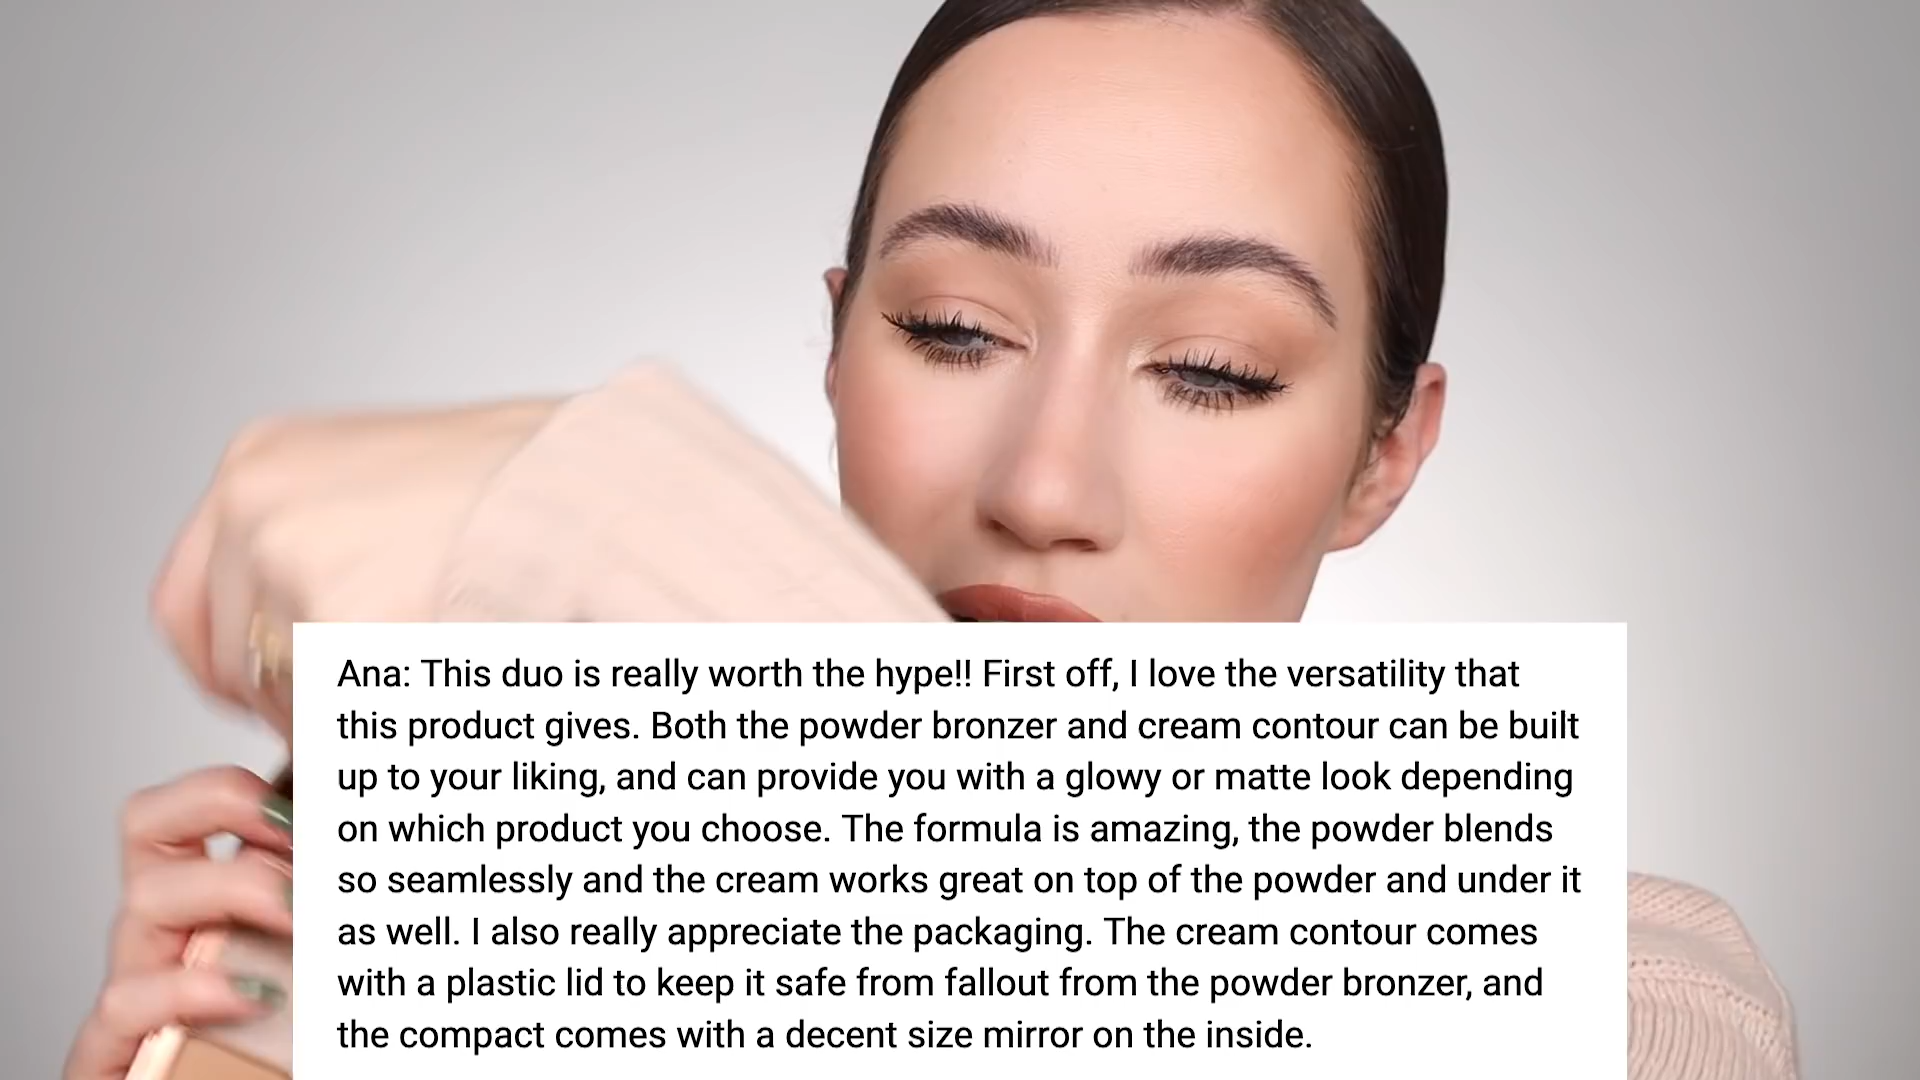 Ana: This duo is really worth the hype!! First off, I love the versatility that
this product gives. Both the powder bronzer and cream contour can be built
up to your liking, and can provide you with a glowy or matte look depending
on which product you choose. The formula is amazing, the powder blends
so seamlessly and the cream works great on top of the powder and under it
as well. I also really appreciate the packaging. The cream contour comes
with a plastic lid to keep it safe from fallout from the powder bronzer, and
the compact comes with a decent size mirror on the inside.